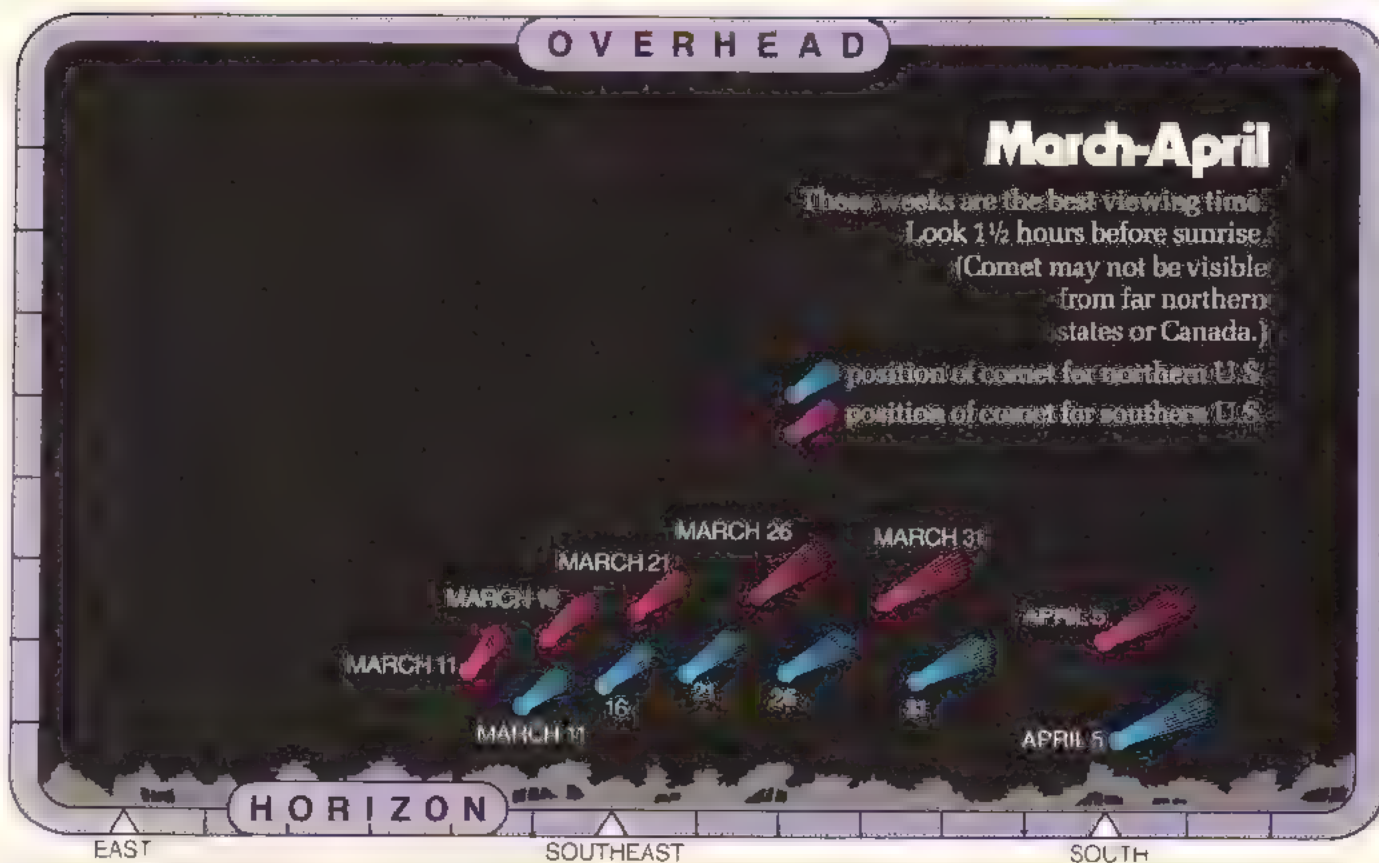 OVERHEAD
March-April
These weeks are the best viewing time.
Look 1½ hours before sunrise.
(Comet may not be visible
from far northern
states or Canada.)
position of comet for northern U.S.
position of comet for southern U.S.
MARCH 26
MARCH 31
MARCH 21
MARCH 16
APRIL 5
MARCH 11
16
21
26
31
MARCH 11
APRIL 5
HORIZON
EAST
SOUTHEAST
SOUTH